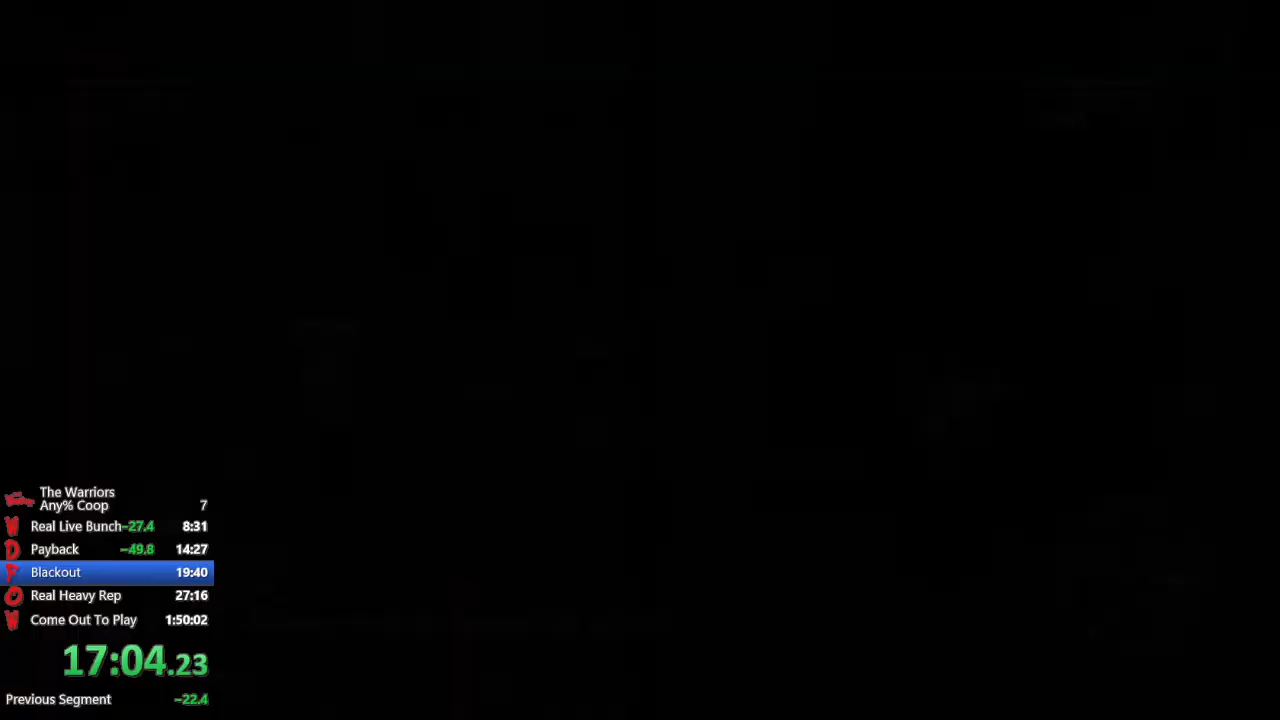 The Warriors
Any% Coop 7
Real Live Bunch -27.4 8:31
Payback -49.8 14:27
Blackout 19:40
Real Heavy Rep 27:16
Come Out To Play 1:50:02
17:04.23
Previous Segment -22.4